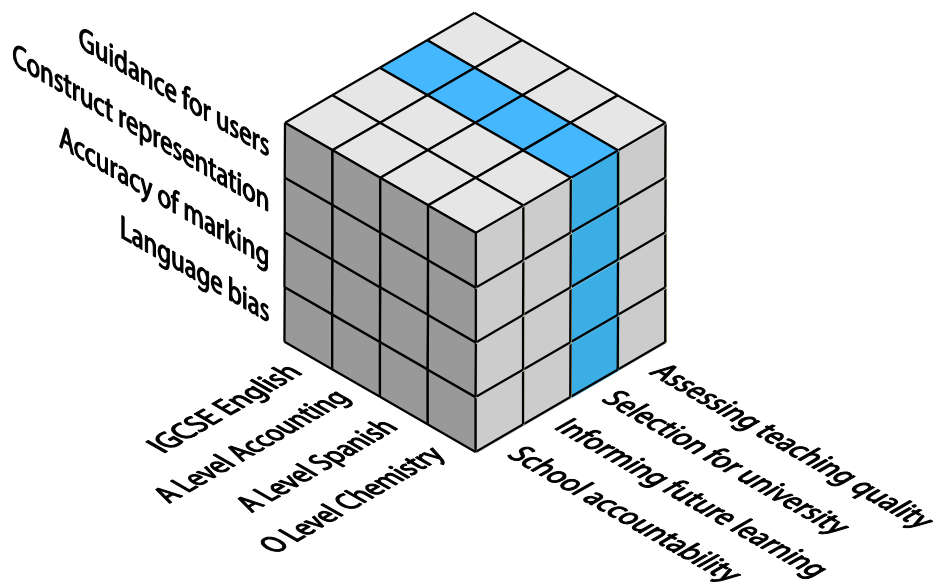 Guidance for users
Construct representation
Accuracy of marking
Language bias
IGCSE English
A Level Accounting
A Level Spanish
O Level Chemistry
Assessing teaching quality
Selection for university
Informing future learning
School accountability